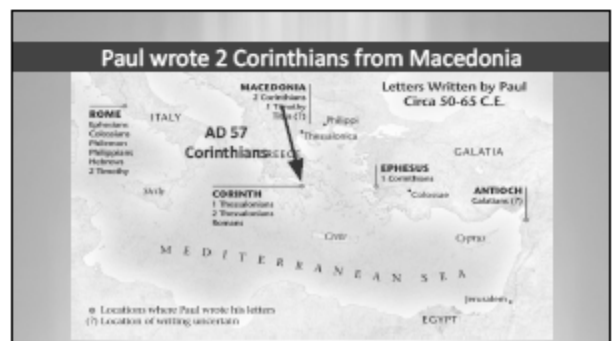 Paul wrote 2 Corinthians from Macedonia
Letters Written by Paul
Circa 50-65 C.E.
MACEDONIA
2 Corinthians
1 Timothy
Titus (?)
Philippi
Thessalonica
ROME
Ephesians
Colossians
Philemon
Philippians
Hebrews
2 Timothy
ITALY
AD 57
Corinthians
GALATIA
EPHESUS
1 Corinthians
Colossae
ANTIOCH
Galatians (?)
CORINTH
1 Thessalonians
2 Thessalonians
Romans
Sicily
Crete
Cyprus
MEDITERRANEAN SEA
Jerusalem
EGYPT
Locations where Paul wrote his letters
(?) Location of writing uncertain